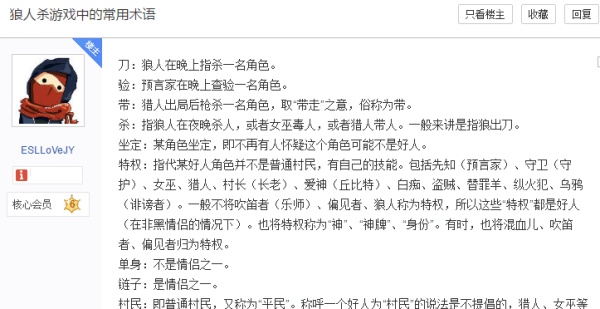 狼人杀游戏中的常用术语
只看楼主
收藏
回复
楼主
ESLLoVeJY
核心会员 6
刀：狼人在晚上指杀一名角色。
验：预言家在晚上查验一名角色。
带：猎人出局后枪杀一名角色，取“带走”之意，俗称为带。
杀：指狼人在夜晚杀人，或者女巫毒人，或者猎人带人。一般来讲是指狼出刀。
坐定：某角色坐定，即不再有人怀疑这个角色可能不是好人。
特权：指代某好人角色并不是普通村民，有自己的技能。包括先知（预言家）、守卫（守
护）、女巫、猎人、村长（长老）、爱神（丘比特）、白痴、盗贼、替罪羊、纵火犯、乌鸦
（诽谤者）。一般不将吹笛者（乐师）、偏见者、狼人称为特权，所以这些“特权”都是好人
（在非黑情侣的情况下）。也将特权称为“神”、“神牌”、“身份”。有时，也将混血儿、吹笛
者、偏见者归为特权。
单身：不是情侣之一。
链子：是情侣之一。
村民：即普通村民，又称为“平民”。称呼一个好人为“村民”的说法是不提倡的，猎人、女巫等